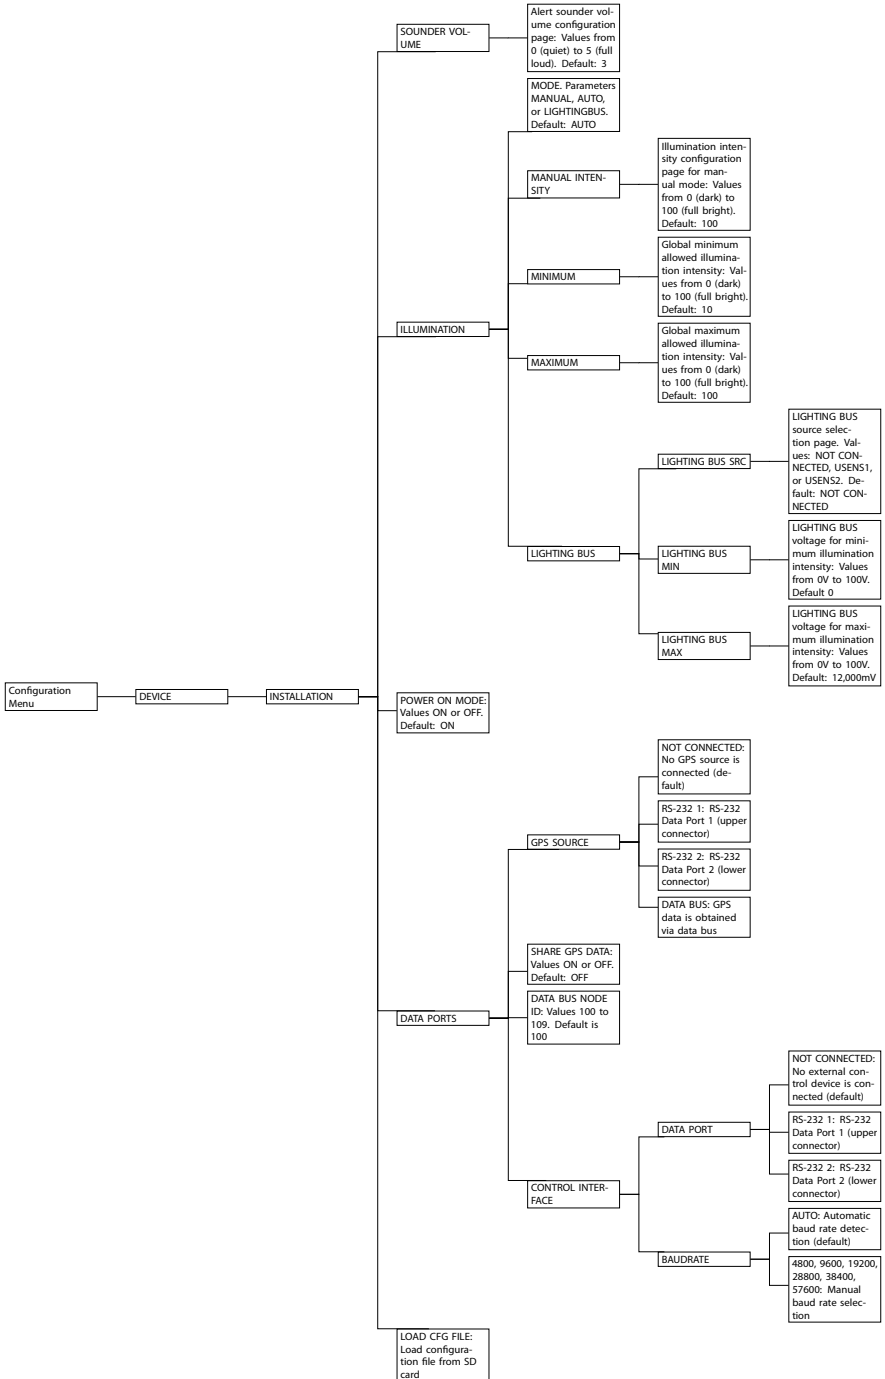 Configuration
Menu
DEVICE
INSTALLATION
SOUNDER VOL-
UME
Alert sounder vol-
ume configuration
page: Values from
0 (quiet) to 5 (full
loud). Default: 3
ILLUMINATION
MODE. Parameters
MANUAL, AUTO,
or LIGHTINGBUS.
Default: AUTO
MANUAL INTEN-
SITY
Illumination inten-
sity configuration
page for man-
ual mode: Values
from 0 (dark) to
100 (full bright).
Default: 100
MINIMUM
Global minimum
allowed illumina-
tion intensity: Val-
ues from 0 (dark)
to 100 (full bright).
Default: 10
MAXIMUM
Global maximum
allowed illumina-
tion intensity: Val-
ues from 0 (dark)
to 100 (full bright).
Default: 100
LIGHTING BUS
LIGHTING BUS SRC
LIGHTING BUS
source selec-
tion page. Val-
ues: NOT CON-
NECTED, USENS1,
or USENS2. De-
fault: NOT CON-
NECTED
LIGHTING BUS
MIN
LIGHTING BUS
voltage for mini-
mum illumination
intensity: Values
from 0V to 100V.
Default 0
LIGHTING BUS
MAX
LIGHTING BUS
voltage for maxi-
mum illumination
intensity: Values
from 0V to 100V.
Default: 12,000mV
POWER ON MODE:
Values ON or OFF.
Default: ON
DATA PORTS
GPS SOURCE
NOT CONNECTED:
No GPS source is
connected (de-
fault)
RS-232 1: RS-232
Data Port 1 (upper
connector)
RS-232 2: RS-232
Data Port 2 (lower
connector)
DATA BUS: GPS
data is obtained
via data bus
SHARE GPS DATA:
Values ON or OFF.
Default: OFF
DATA BUS NODE
ID: Values 100 to
109. Default is
100
CONTROL INTER-
FACE
DATA PORT
NOT CONNECTED:
No external con-
trol device is con-
nected (default)
RS-232 1: RS-232
Data Port 1 (upper
connector)
RS-232 2: RS-232
Data Port 2 (lower
connector)
BAUDRATE
AUTO: Automatic
baud rate detec-
tion (default)
4800, 9600, 19200,
28800, 38400,
57600: Manual
baud rate selec-
tion
LOAD CFG FILE:
Load configura-
tion file from SD
card